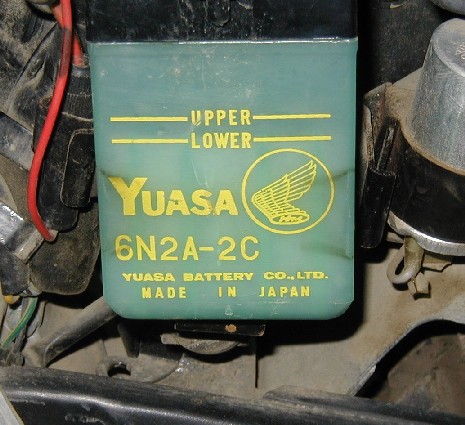 UPPER
LOWER
YUASA
6N2A-2C
YUASA BATTERY CO.,LTD.
MADE IN JAPAN